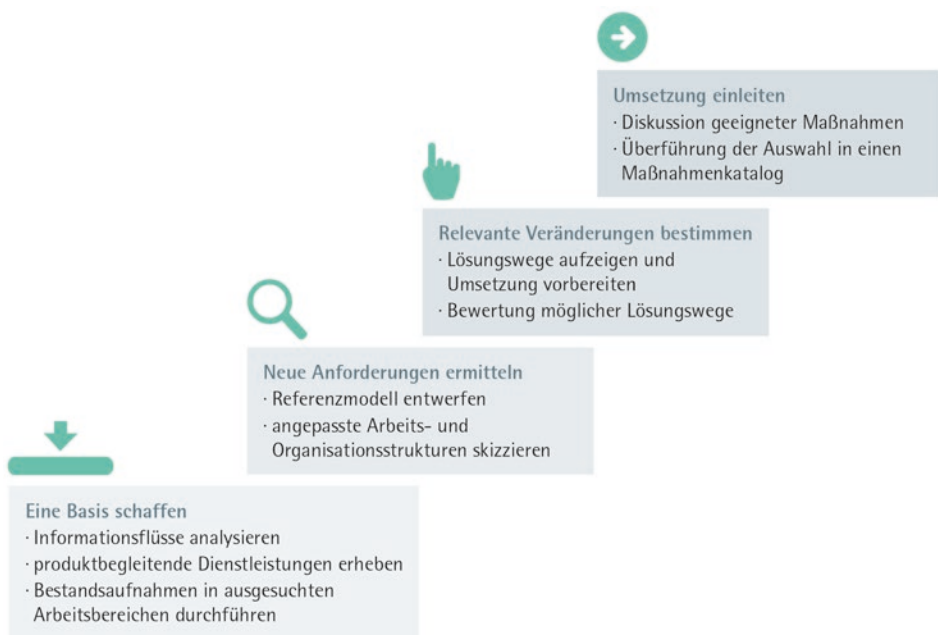 Umsetzung einleiten
· Diskussion geeigneter Maßnahmen
· Überführung der Auswahl in einen
Maßnahmenkatalog
Relevante Veränderungen bestimmen
· Lösungswege aufzeigen und
Umsetzung vorbereiten
· Bewertung möglicher Lösungswege
Neue Anforderungen ermitteln
· Referenzmodell entwerfen
· angepasste Arbeits- und
Organisationsstrukturen skizzieren
Eine Basis schaffen
· Informationsflüsse analysieren
· produktbegleitende Dienstleistungen erheben
· Bestandsaufnahmen in ausgesuchten
Arbeitsbereichen durchführen